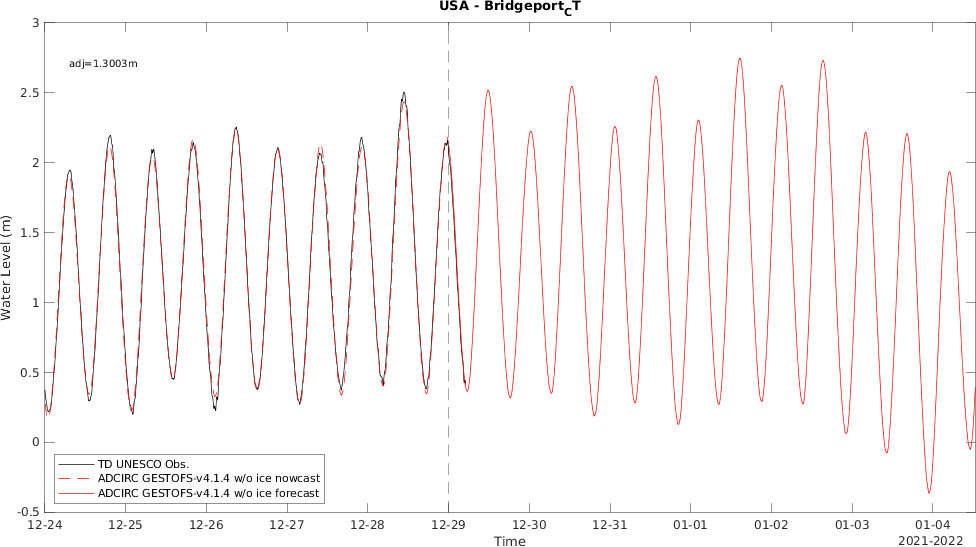 USA - Bridgeport_CT
3
adj=1.3003m
2.5
2
1.5
1
0.5
0
-0.5
Water Level (m)
TD UNESCO Obs.
ADCIRC GESTOFS-v4.1.4 w/o ice nowcast
ADCIRC GESTOFS-v4.1.4 w/o ice forecast
12-24 12-25 12-26 12-27 12-28 12-29 12-30 12-31 01-01 01-02 01-03 01-04
Time
2021-2022